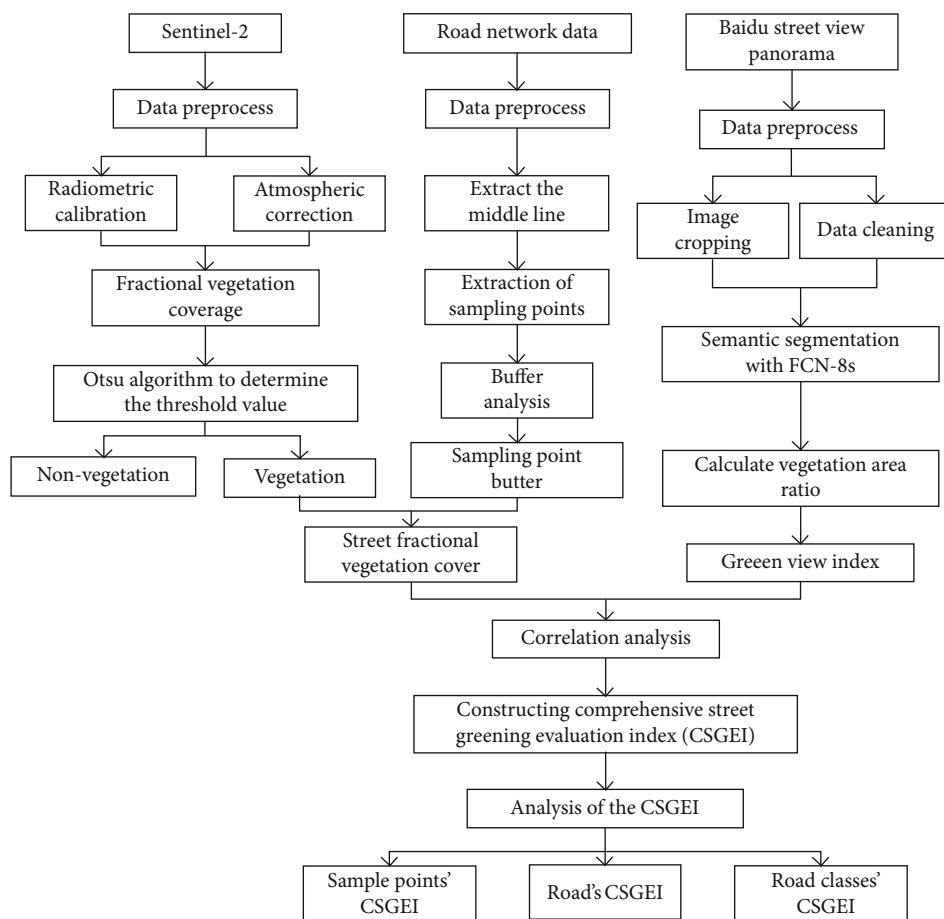 Sentinel-2
Road network data
Baidu street view
panorama
Data preprocess
Data preprocess
Data preprocess
Radiometric
calibration
Atmospheric
correction
Extract the
middle line
Image
cropping
Data cleaning
Fractional vegetation
coverage
Extraction of
sampling points
Semantic segmentation
with FCN-8s
Otsu algorithm to determine
the threshold value
Buffer
analysis
Non-vegetation
Vegetation
Sampling point
butter
Calculate vegetation area
ratio
Street fractional
vegetation cover
Greeen view index
Correlation analysis
Constructing comprehensive street
greening evaluation index (CSGEI)
Analysis of the CSGEI
Sample points'
CSGEI
Road's CSGEI
Road classes'
CSGEI